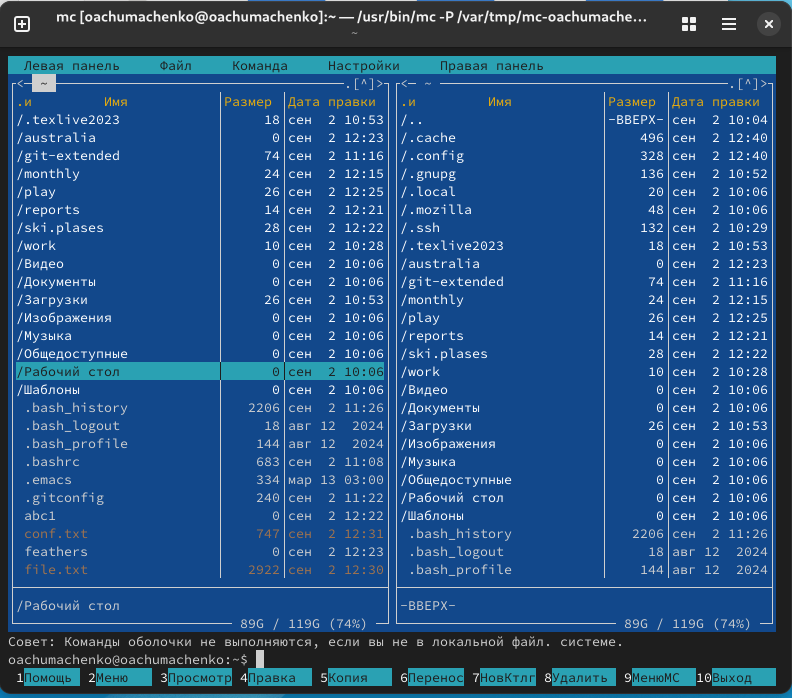 mc [oachumachenko@oachumachenko]:~ — /usr/bin/mc -P /var/tmp/mc-oachumache…
~
Левая панель Файл Команда Настройки Правая панель
<─ ~ ─.[^]> <─ ~ ─.[^]>
.и Имя Размер Дата правки .и Имя Размер Дата правки
/.texlive2023 18 сен 2 10:53 /.. -ВВЕРХ- сен 2 10:04
/australia 0 сен 2 12:23 /.cache 496 сен 2 12:40
/git-extended 74 сен 2 11:16 /.config 328 сен 2 12:40
/monthly 24 сен 2 12:15 /.gnupg 136 сен 2 10:52
/play 26 сен 2 12:25 /.local 20 сен 2 10:06
/reports 14 сен 2 12:21 /.mozilla 48 сен 2 10:06
/ski.plases 28 сен 2 12:22 /.ssh 132 сен 2 10:29
/work 10 сен 2 10:28 /.texlive2023 18 сен 2 10:53
/Видео 0 сен 2 10:06 /australia 0 сен 2 12:23
/Документы 0 сен 2 10:06 /git-extended 74 сен 2 11:16
/Загрузки 26 сен 2 10:53 /monthly 24 сен 2 12:15
/Изображения 0 сен 2 10:06 /play 26 сен 2 12:25
/Музыка 0 сен 2 10:06 /reports 14 сен 2 12:21
/Общедоступные 0 сен 2 10:06 /ski.plases 28 сен 2 12:22
/Рабочий стол 0 сен 2 10:06 /work 10 сен 2 10:28
/Шаблоны 0 сен 2 10:06 /Видео 0 сен 2 10:06
.bash_history 2206 сен 2 11:26 /Документы 0 сен 2 10:06
.bash_logout 18 авг 12 2024 /Загрузки 26 сен 2 10:53
.bash_profile 144 авг 12 2024 /Изображения 0 сен 2 10:06
.bashrc 683 сен 2 11:08 /Музыка 0 сен 2 10:06
.emacs 334 мар 13 03:00 /Общедоступные 0 сен 2 10:06
.gitconfig 240 сен 2 11:22 /Рабочий стол 0 сен 2 10:06
abc1 0 сен 2 12:22 /Шаблоны 0 сен 2 10:06
conf.txt 747 сен 2 12:31 .bash_history 2206 сен 2 11:26
feathers 0 сен 2 12:23 .bash_logout 18 авг 12 2024
file.txt 2922 сен 2 12:30 .bash_profile 144 авг 12 2024
/Рабочий стол -ВВЕРХ-
89G / 119G (74%) 89G / 119G (74%)
Совет: Команды оболочки не выполняются, если вы не в локальной файл. системе.
oachumachenko@oachumachenko:~$
1Помощь 2Меню 3Просмотр 4Правка 5Копия 6Перенос 7НовКтлг 8Удалить 9МенюMC 10Выход